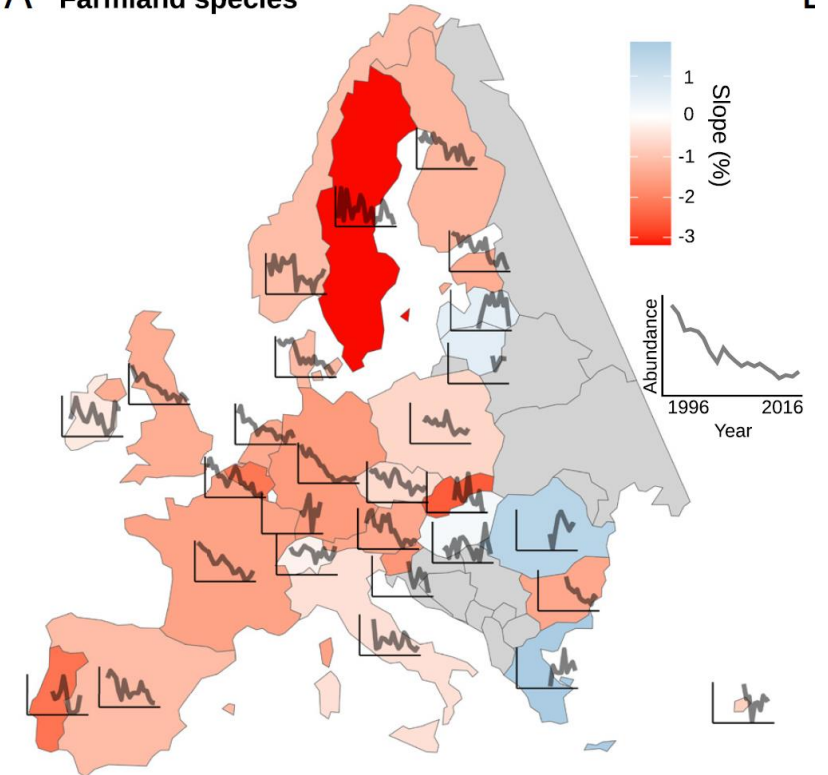 Farmland species
1
0
-1
-2
-3
Slope (%)
Abundance
1996 2016
Year